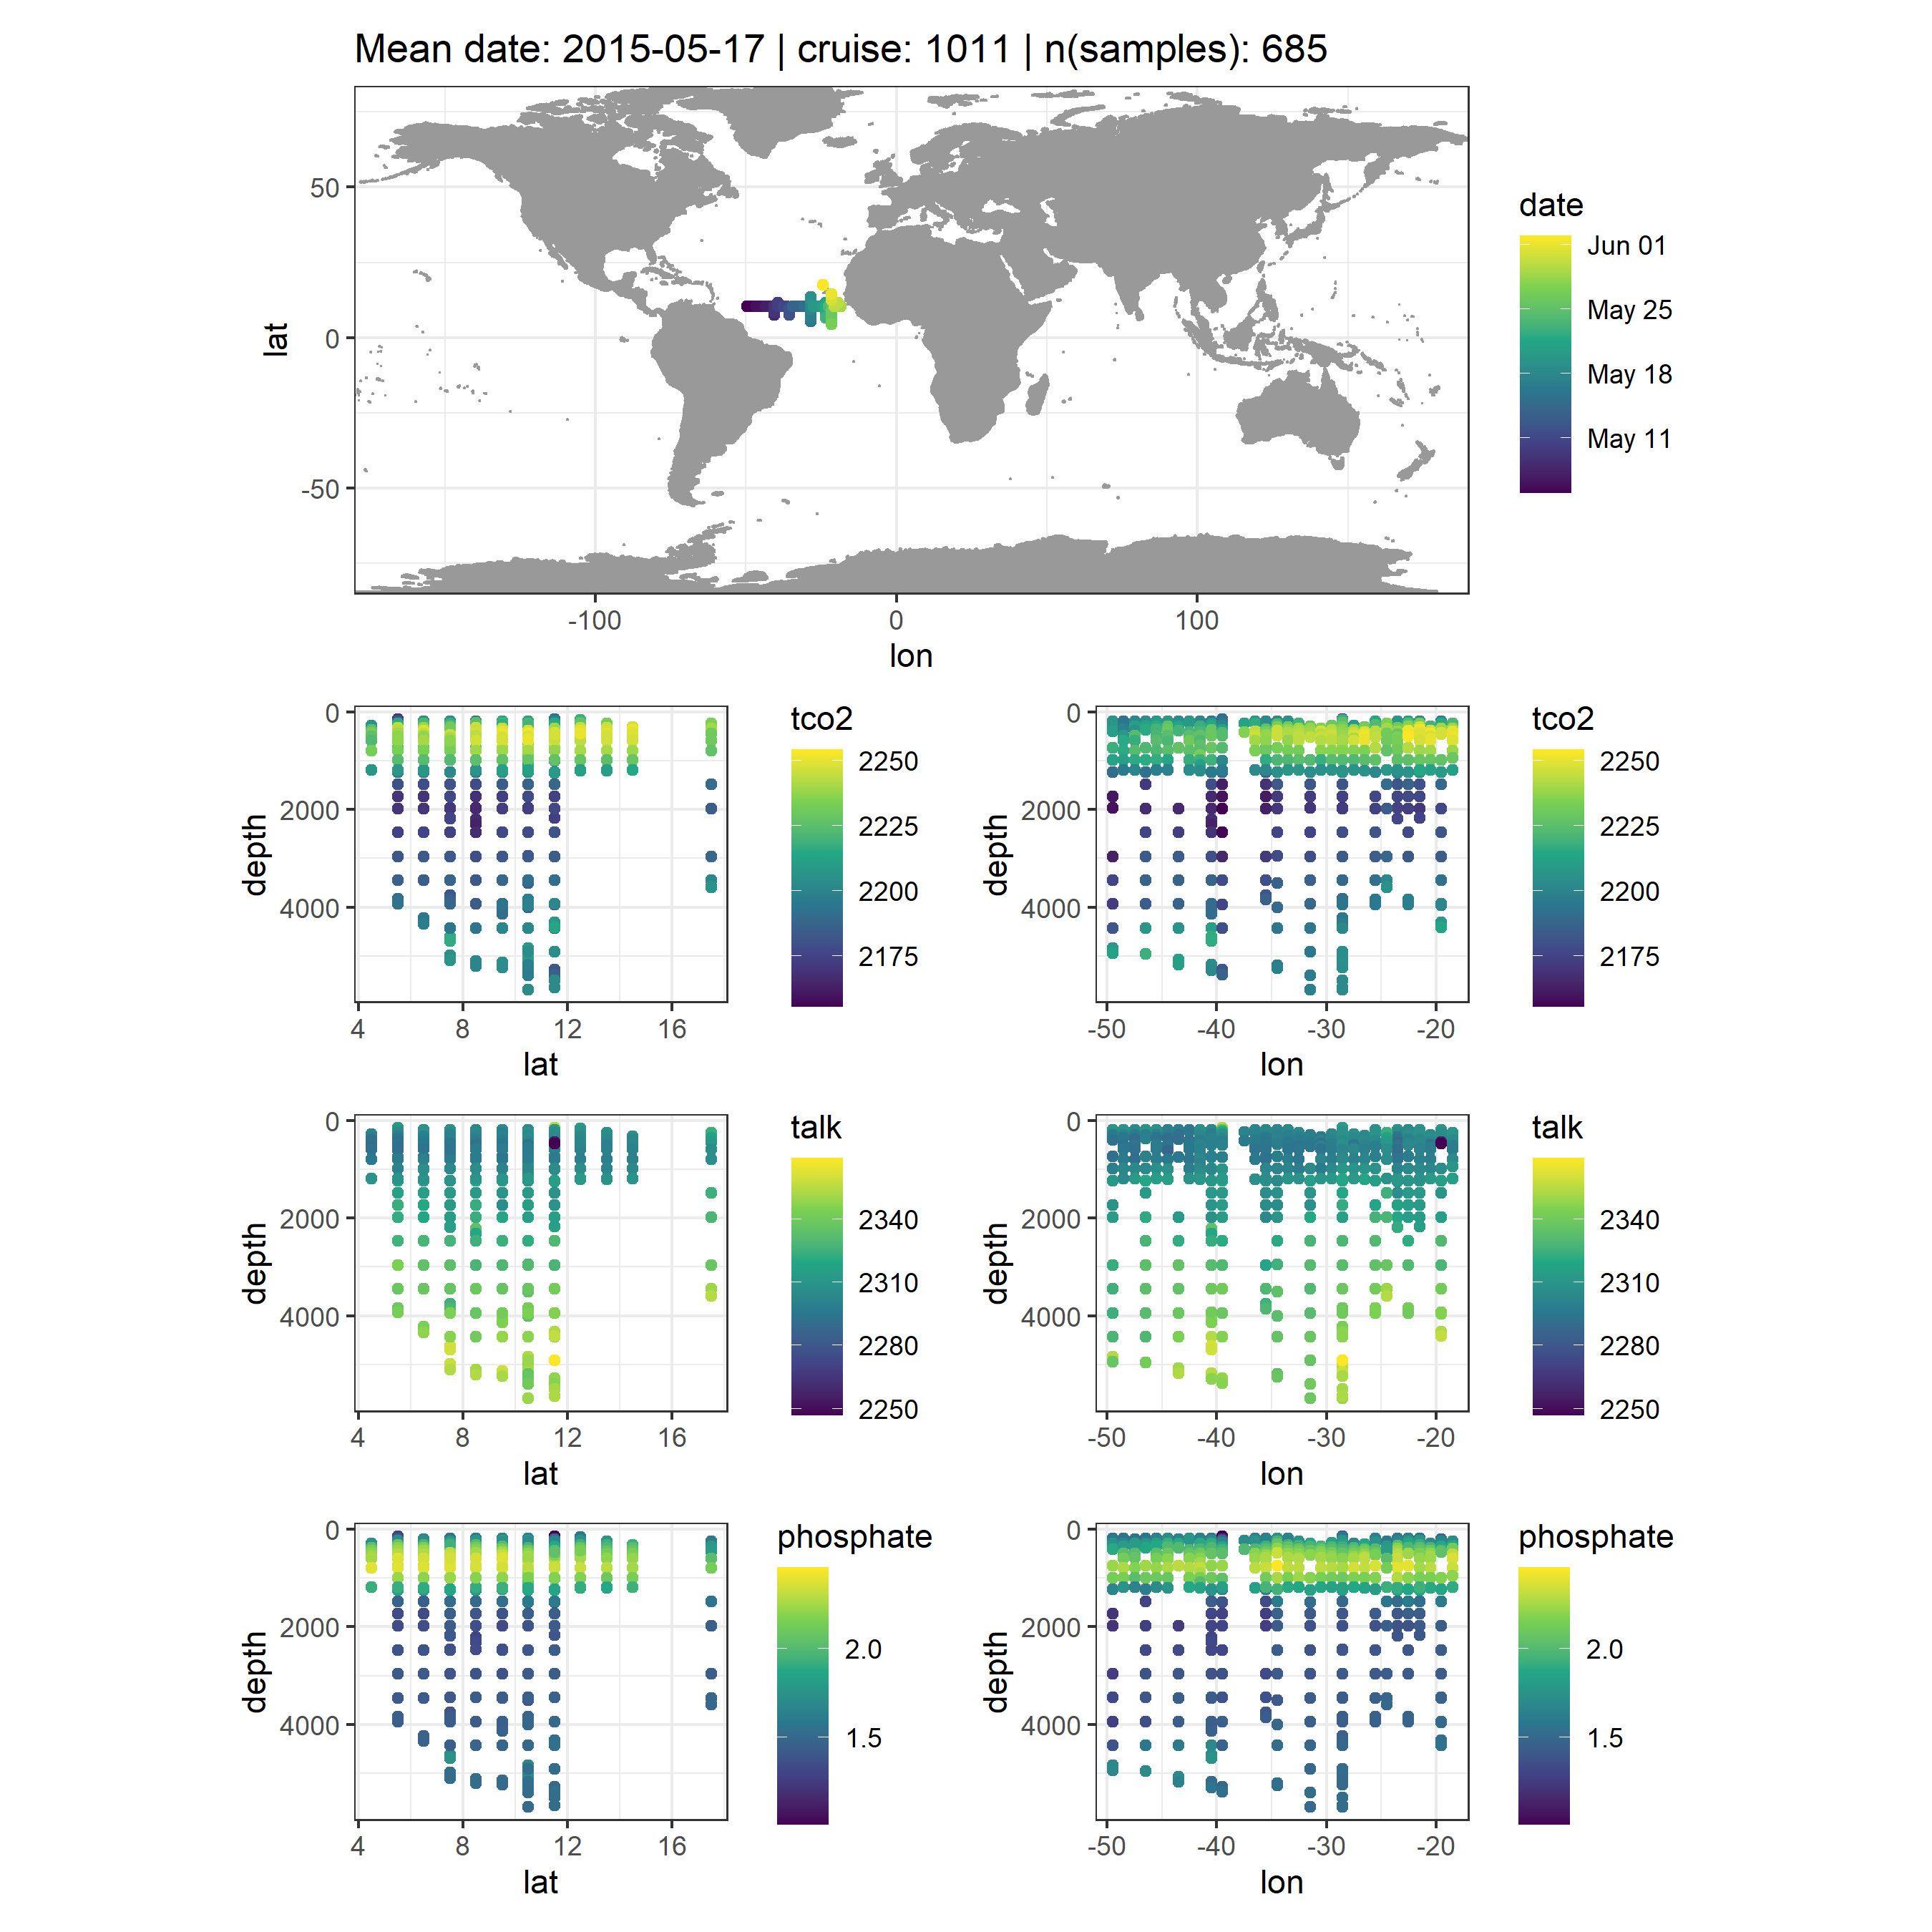 Mean date: 2015-05-17 | cruise: 1011 | n(samples): 685
lat
50
0
-50
-100
0
100
lon
date
Jun 01
May 25
May 18
May 11
depth
0
2000
4000
4
8
12
16
lat
tco2
2250
2225
2200
2175
depth
0
2000
4000
-50
-40
-30
-20
lon
tco2
2250
2225
2200
2175
depth
0
2000
4000
4
8
12
16
lat
talk
2340
2310
2280
2250
depth
0
2000
4000
-50
-40
-30
-20
lon
talk
2340
2310
2280
2250
depth
0
2000
4000
4
8
12
16
lat
phosphate
2.0
1.5
depth
0
2000
4000
-50
-40
-30
-20
lon
phosphate
2.0
1.5